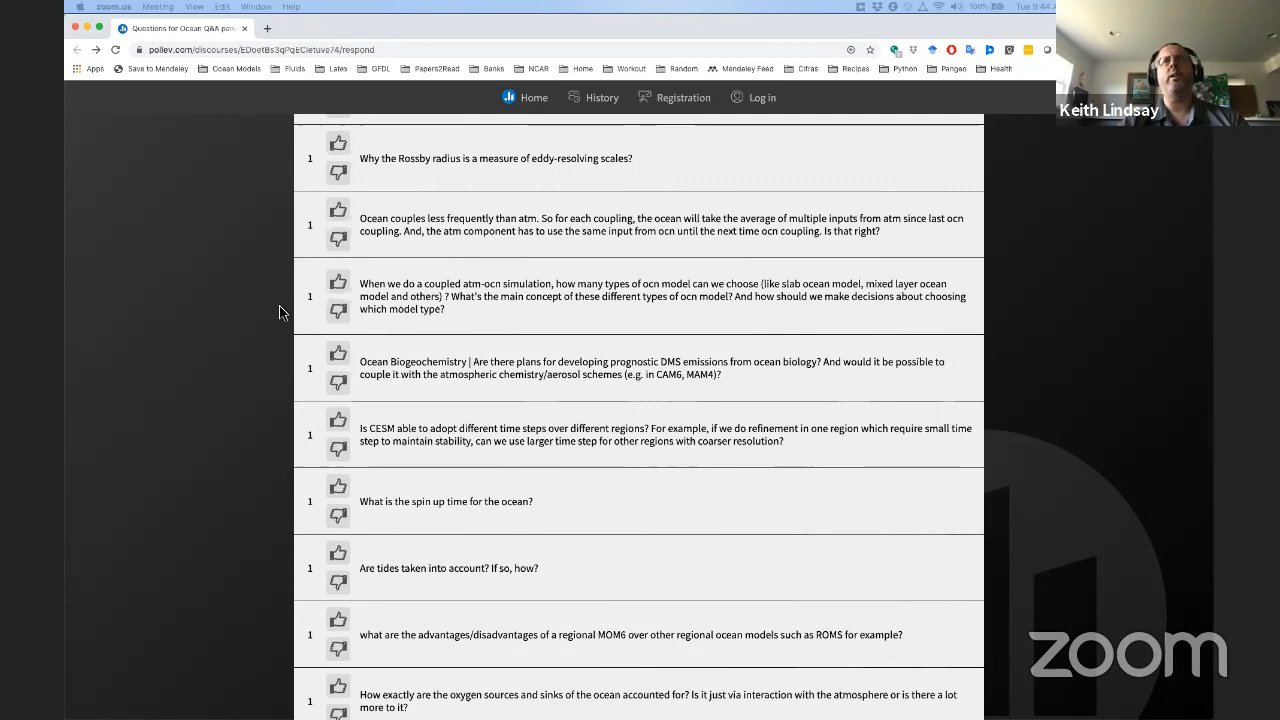 zoom.us Meeting View Edit Window Help
100%
Tue 9:44
Questions for Ocean Q&A pan
pollev.com/discourses/EDoetBs3qPqECietuve74/respond
Apps Save to Mendeley Ocean Models Fluids Latex GFDL Papers2Read Banks NCAR Home Workout Random Mendeley Feed Cifras Recipes Python Pangeo Health
Keith Lindsay
Home History Registration Log in
1 Why the Rossby radius is a measure of eddy-resolving scales?
1 Ocean couples less frequently than atm. So for each coupling, the ocean will take the average of multiple inputs from atm since last ocn
coupling. And, the atm component has to use the same input from ocn until the next time ocn coupling. Is that right?
1 When we do a coupled atm-ocn simulation, how many types of ocn model can we choose (like slab ocean model, mixed layer ocean
model and others) ? What's the main concept of these different types of ocn model? And how should we make decisions about choosing
which model type?
1 Ocean Biogeochemistry | Are there plans for developing prognostic DMS emissions from ocean biology? And would it be possible to
couple it with the atmospheric chemistry/aerosol schemes (e.g. in CAM6, MAM4)?
1 Is CESM able to adopt different time steps over different regions? For example, if we do refinement in one region which require small time
step to maintain stability, can we use larger time step for other regions with coarser resolution?
1 What is the spin up time for the ocean?
1 Are tides taken into account? If so, how?
1 what are the advantages/disadvantages of a regional MOM6 over other regional ocean models such as ROMS for example?
1 How exactly are the oxygen sources and sinks of the ocean accounted for? Is it just via interaction with the atmosphere or is there a lot
more to it?
zoom